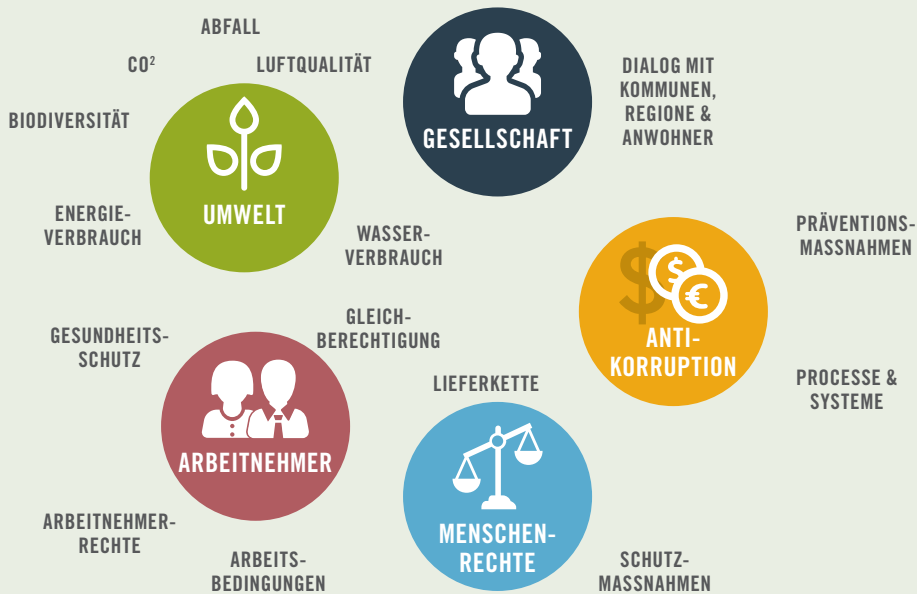 ABFALL
CO²
LUFTQUALITÄT
BIODIVERSITÄT
UMWELT
ENERGIE-
VERBRAUCH
WASSER-
VERBRAUCH
GESELLSCHAFT
DIALOG MIT
KOMMUNEN,
REGIONE &
ANWOHNER
$
$
€
ANTI-
KORRUPTION
PRÄVENTIONS-
MASSNAHMEN
PROCESSE &
SYSTEME
GESUNDHEITS-
SCHUTZ
GLEICH-
BERECHTIGUNG
ARBEITNEHMER
ARBEITNEHMER-
RECHTE
ARBEITS-
BEDINGUNGEN
LIEFERKETTE
MENSCHEN-
RECHTE
SCHUTZ-
MASSNAHMEN